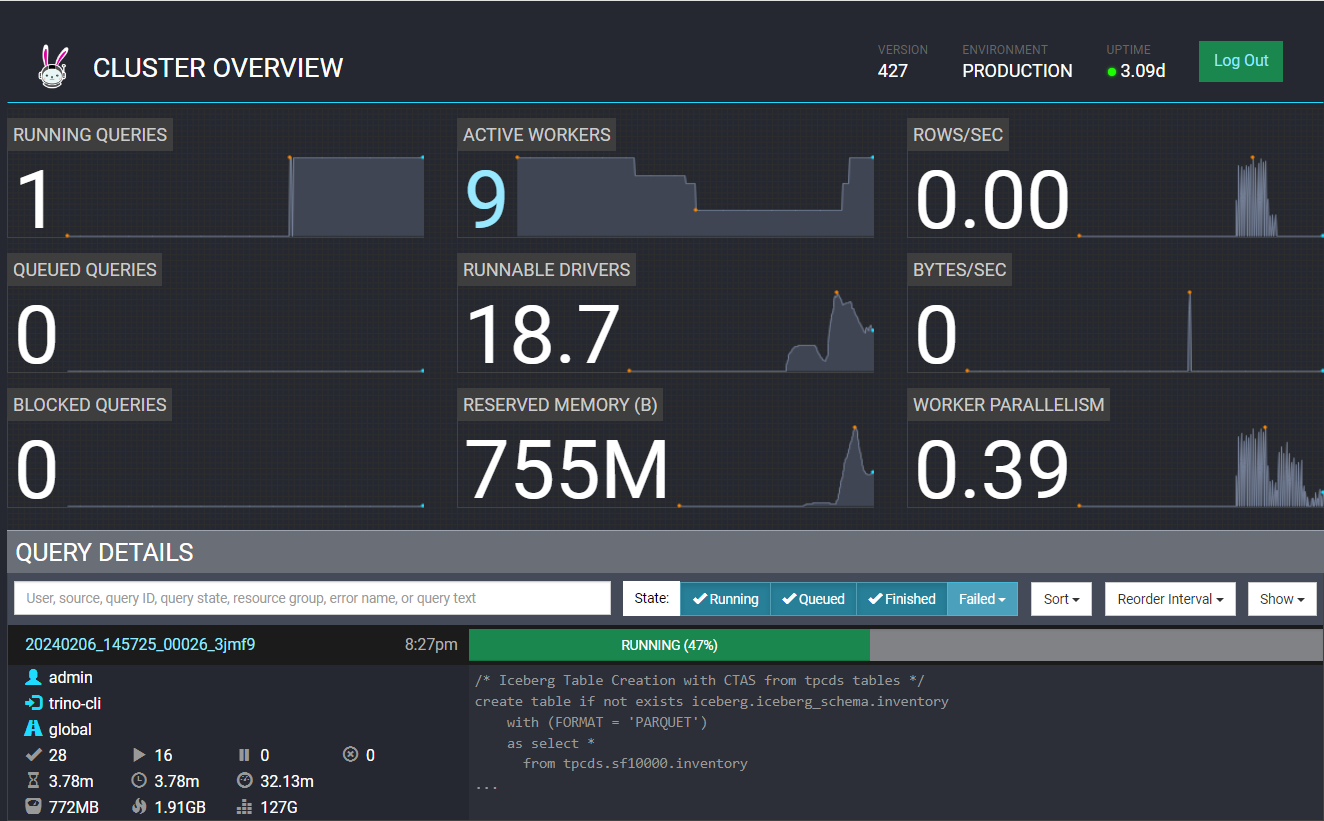 CLUSTER OVERVIEW
VERSION
427
ENVIRONMENT
PRODUCTION
UPTIME
3.09d
Log Out
RUNNING QUERIES
1
ACTIVE WORKERS
9
ROWS/SEC
0.00
QUEUED QUERIES
0
RUNNABLE DRIVERS
18.7
BYTES/SEC
0
BLOCKED QUERIES
0
RESERVED MEMORY (B)
755M
WORKER PARALLELISM
0.39
QUERY DETAILS
User, source, query ID, query state, resource group, error name, or query text
State:
Running
Queued
Finished
Failed
Sort
Reorder Interval
Show
20240206_145725_00026_3jmf9
8:27pm
RUNNING (47%)
admin
trino-cli
global
28 16 0 0
3.78m 3.78m 32.13m
772MB 1.91GB 127G
/* Iceberg Table Creation with CTAS from tpcds tables */
create table if not exists iceberg.iceberg_schema.inventory
with (FORMAT = 'PARQUET')
as select *
from tpcds.sf10000.inventory
...